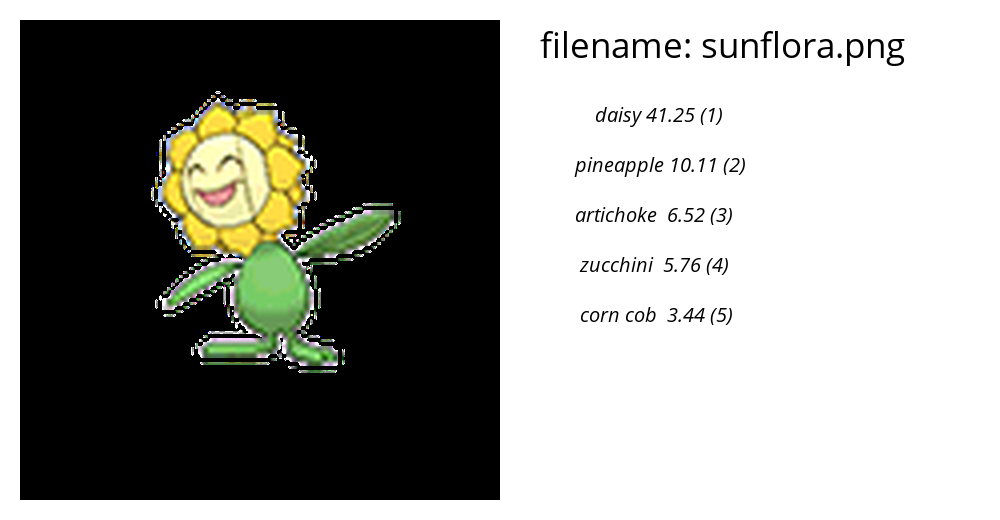 filename: sunflora.png
daisy 41.25 (1)
pineapple 10.11 (2)
artichoke 6.52 (3)
zucchini 5.76 (4)
corn cob 3.44 (5)